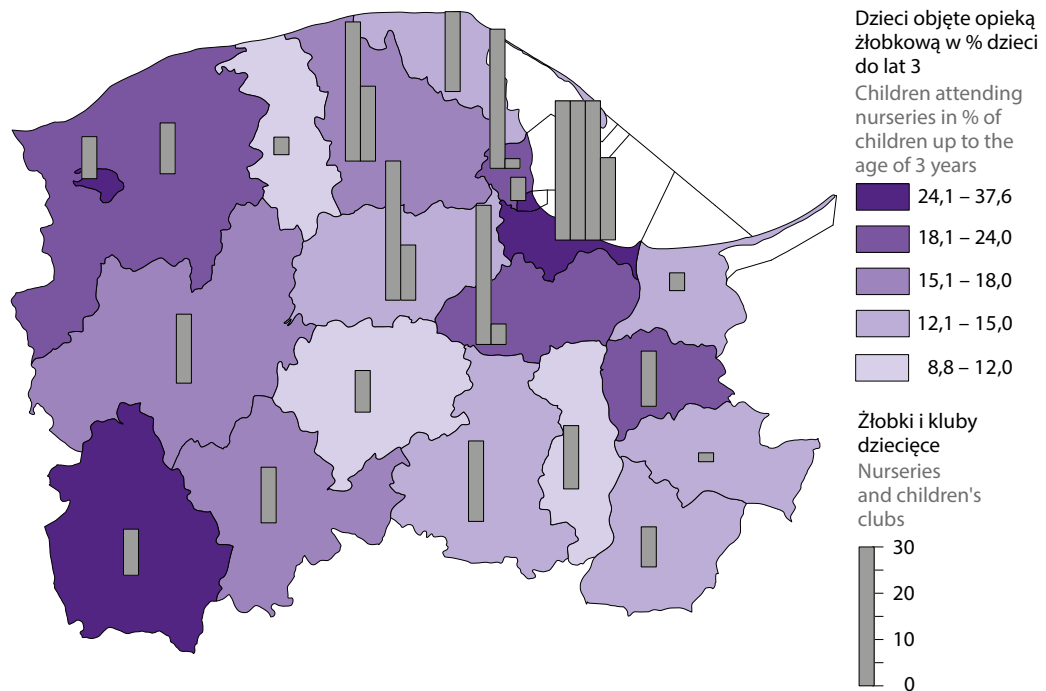 Dzieci objęte opieką
żłobkową w % dzieci
do lat 3
Children attending
nurseries in % of
children up to the
age of 3 years
24,1 – 37,6
18,1 – 24,0
15,1 – 18,0
12,1 – 15,0
8,8 – 12,0
Żłobki i kluby
dziecięce
Nurseries
and children's
clubs
30
20
10
0